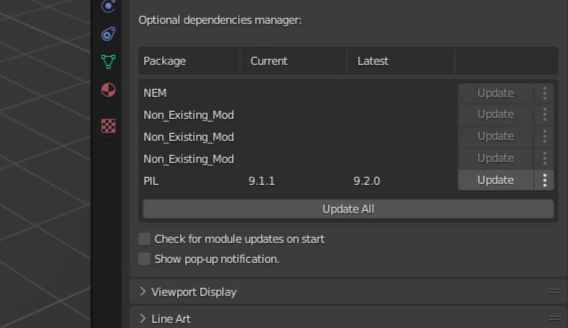 Optional dependencies manager:
Package Current Latest
NEM Update
Non_Existing_Mod Update
Non_Existing_Mod Update
Non_Existing_Mod Update
PIL 9.1.1 9.2.0 Update
Update All
Check for module updates on start
Show pop-up notification.
Viewport Display
Line Art